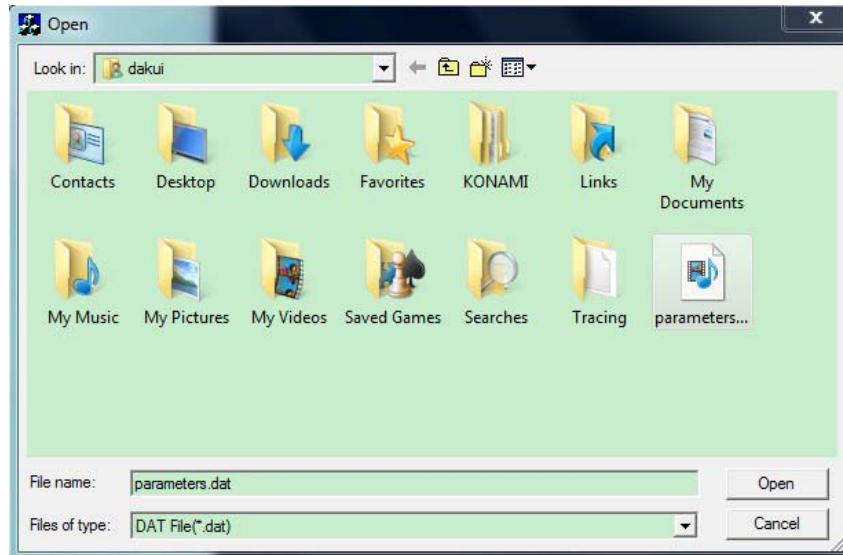 Open
x
Look in: dakui
Contacts Desktop Downloads Favorites KONAMI Links My
Documents
My Music My Pictures My Videos Saved Games Searches Tracing parameters...
File name: parameters.dat Open
Files of type: DAT File(*.dat) Cancel